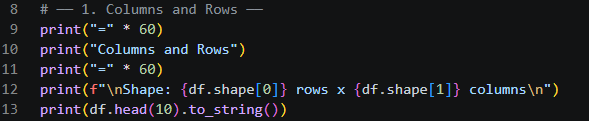 8 # —— 1. Columns and Rows ——
9 print("=" * 60)
10 print("Columns and Rows")
11 print("=" * 60)
12 print(f"\nShape: {df.shape[0]} rows x {df.shape[1]} columns\n")
13 print(df.head(10).to_string())